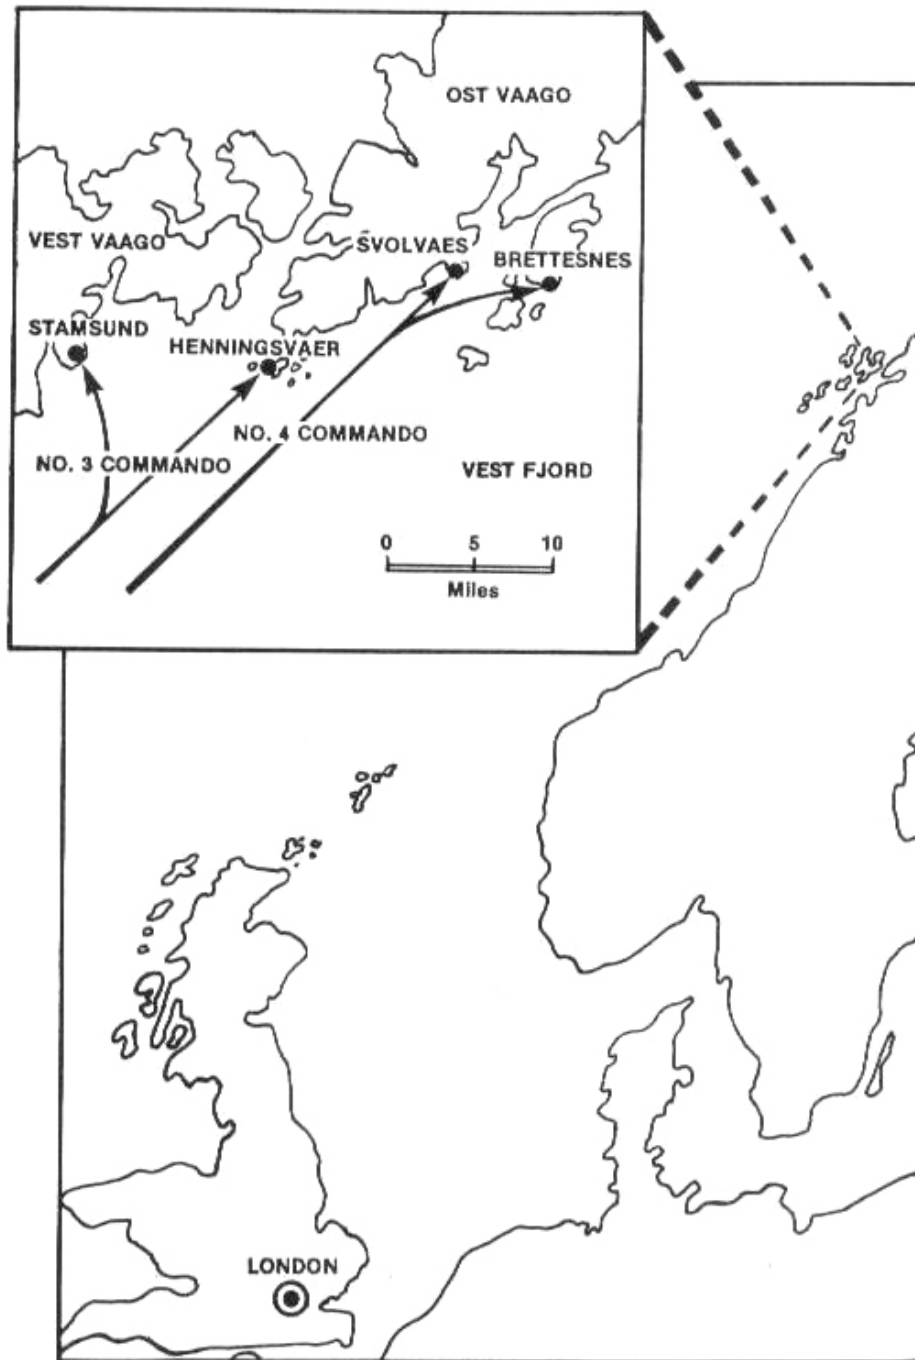 OST VAAGO
VEST VAAGO
SVOLVAES
BRETTESNES
STAMSUND
HENNINGSVAER
NO. 4 COMMANDO
NO. 3 COMMANDO
VEST FJORD
0 5 10
Miles
LONDON